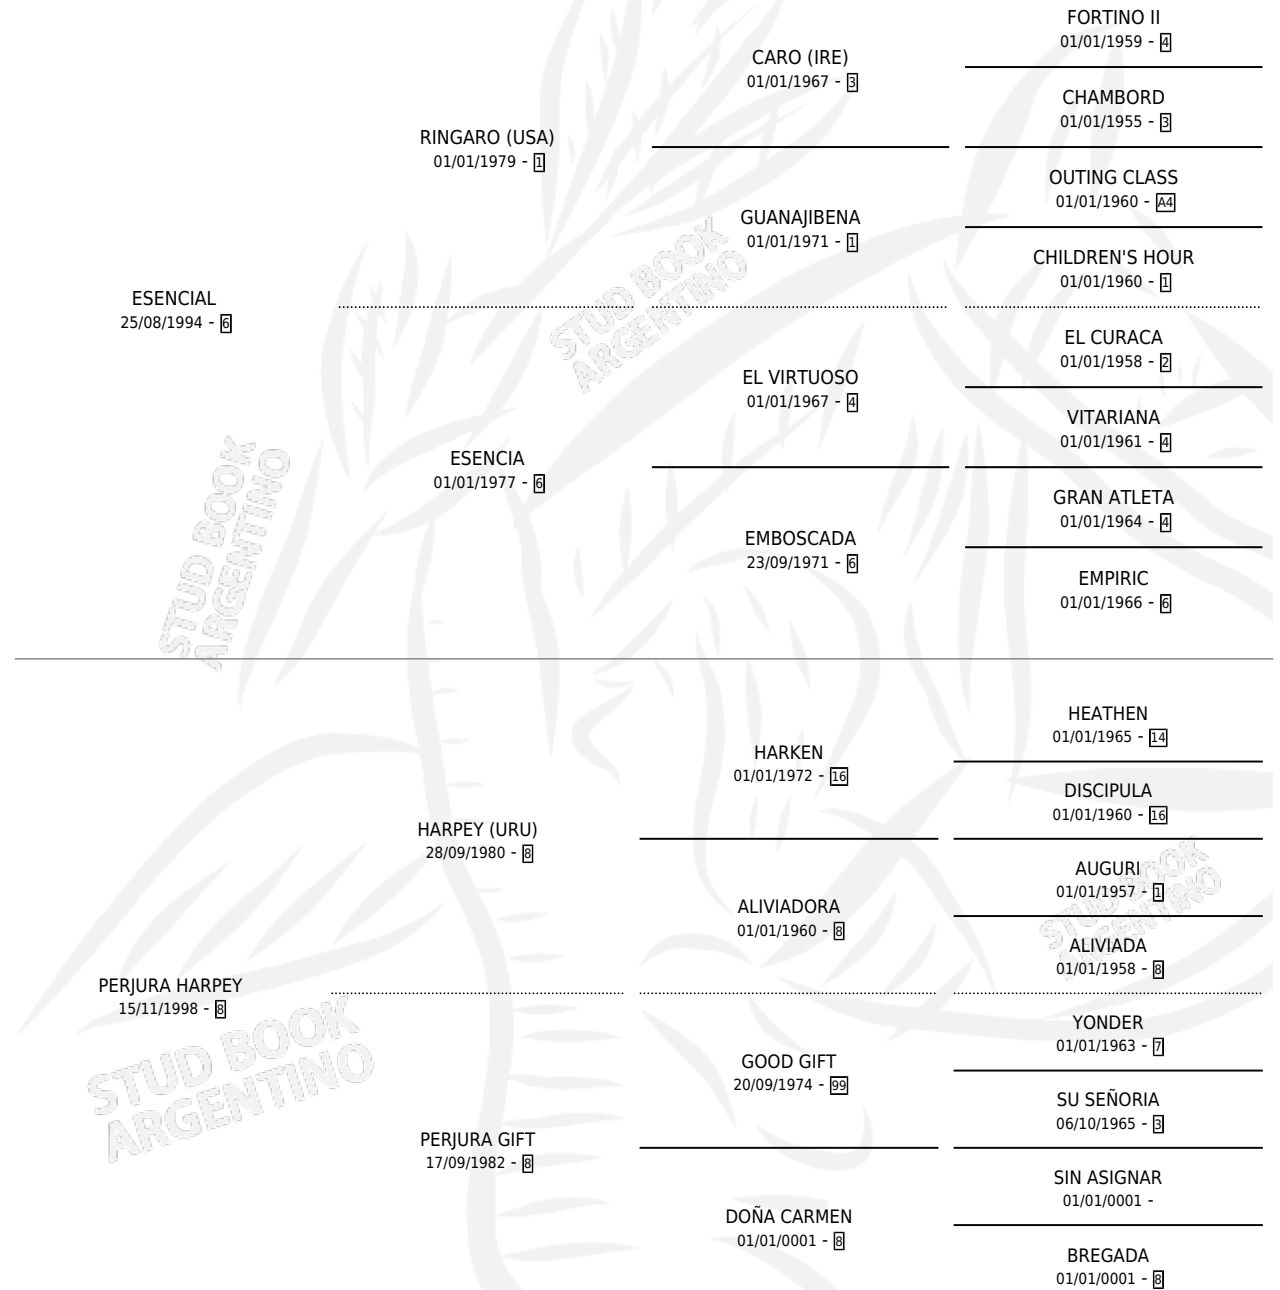 FORTINO II
01/01/1959 - 4
CARO (IRE)
01/01/1967 - 3
CHAMBORD
01/01/1955 - 3
RINGARO (USA)
01/01/1979 - 1
OUTING CLASS
01/01/1960 - A4
GUANAJIBENA
01/01/1971 - 1
CHILDREN'S HOUR
01/01/1960 - 1
ESENCIAL
25/08/1994 - 6
EL CURACA
01/01/1958 - 2
EL VIRTUOSO
01/01/1967 - 4
VITARIANA
01/01/1961 - 4
ESENCIA
01/01/1977 - 6
GRAN ATLETA
01/01/1964 - 4
EMBOSCADA
23/09/1971 - 6
EMPIRIC
01/01/1966 - 6
HEATHEN
01/01/1965 - 14
HARKEN
01/01/1972 - 16
DISCIPULA
01/01/1960 - 16
HARPEY (URU)
28/09/1980 - 8
AUGURI
01/01/1957 - 1
ALIVIADORA
01/01/1960 - 8
ALIVIADA
01/01/1958 - 8
PERJURA HARPEY
15/11/1998 - 8
YONDER
01/01/1963 - 7
GOOD GIFT
20/09/1974 - 99
SU SEÑORIA
06/10/1965 - 3
PERJURA GIFT
17/09/1982 - 8
SIN ASIGNAR
01/01/0001 -
DOÑA CARMEN
01/01/0001 - 8
BREGADA
01/01/0001 - 8
STUD BOOK
ARGENTINO
STUD BOOK
ARGENTINO
STUD BOOK
ARGENTINO
STUD BOOK
ARGENTINO